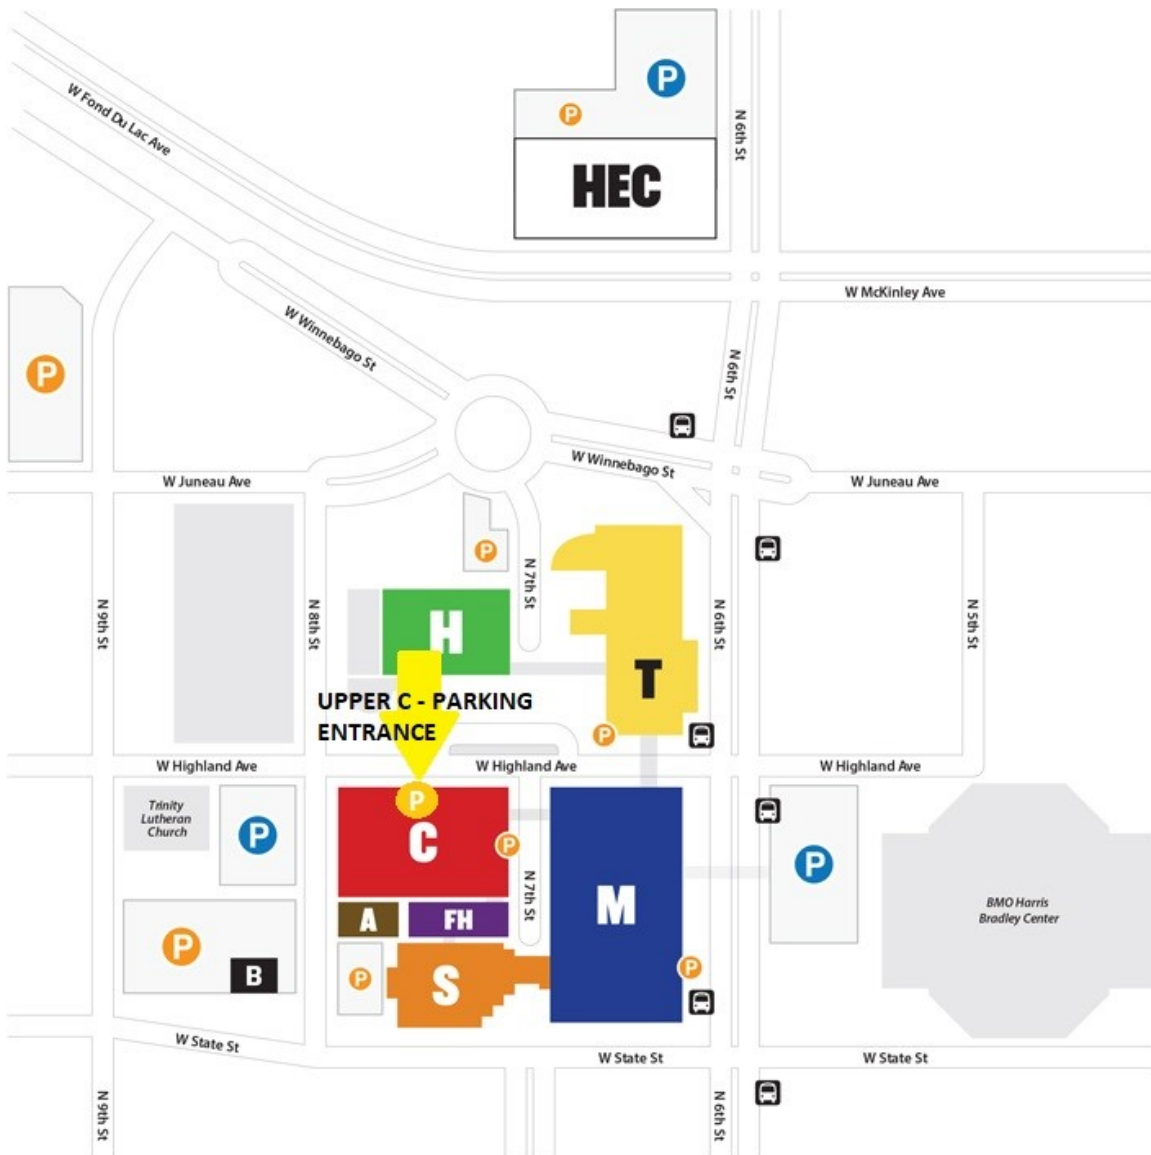 P
P
N 6th St
W Fond Du Lac Ave
HEC
W McKinley Ave
W Winnebago St
N 6th St
P
W Winnebago St
W Juneau Ave
W Juneau Ave
P
N 7th St
N 9th St
N 8th St
H
N 6th St
N 5th St
T
UPPER C - PARKING
ENTRANCE
P
W Highland Ave
W Highland Ave
W Highland Ave
P
Trinity
Lutheran
Church
P
C
P
P
N 7th St
M
A
FH
BMO Harris
Bradley Center
P
B
P
S
P
W State St
W State St
W State St
N 9th St
N 6th St